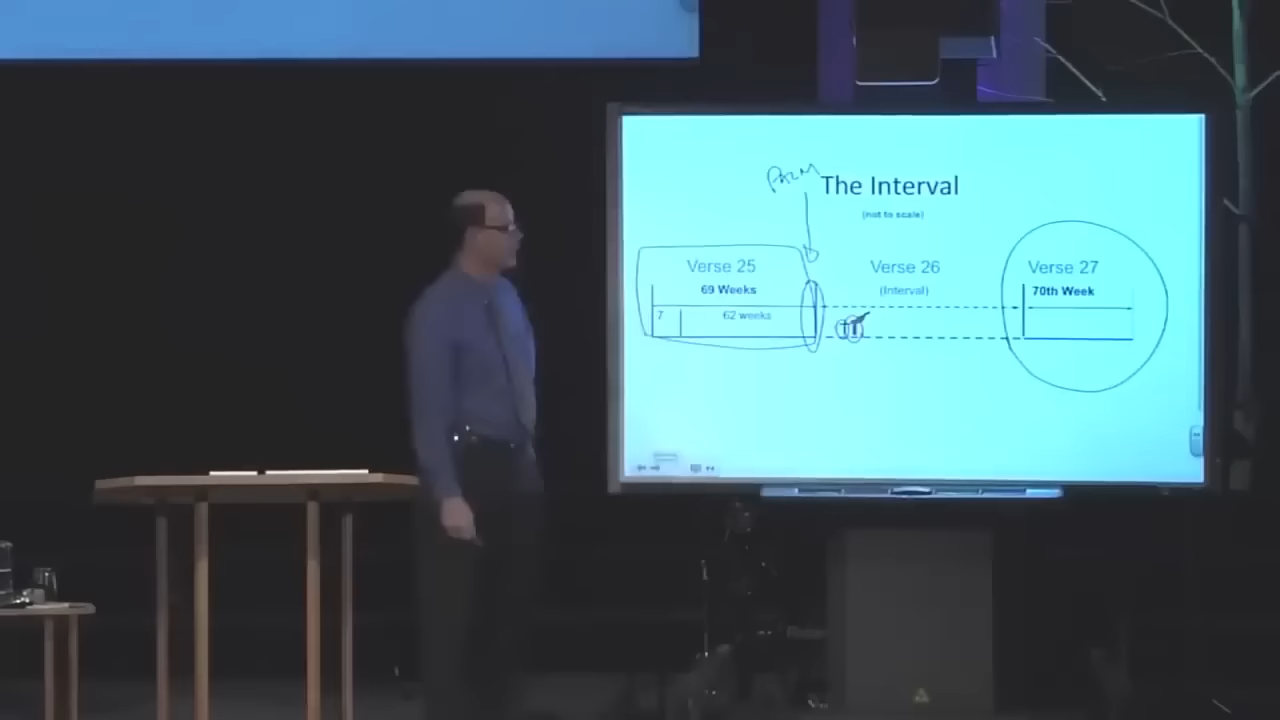 PALM
The Interval
(not to scale)
Verse 25
Verse 26
Verse 27
69 Weeks
(Interval)
70th Week
7
62 weeks